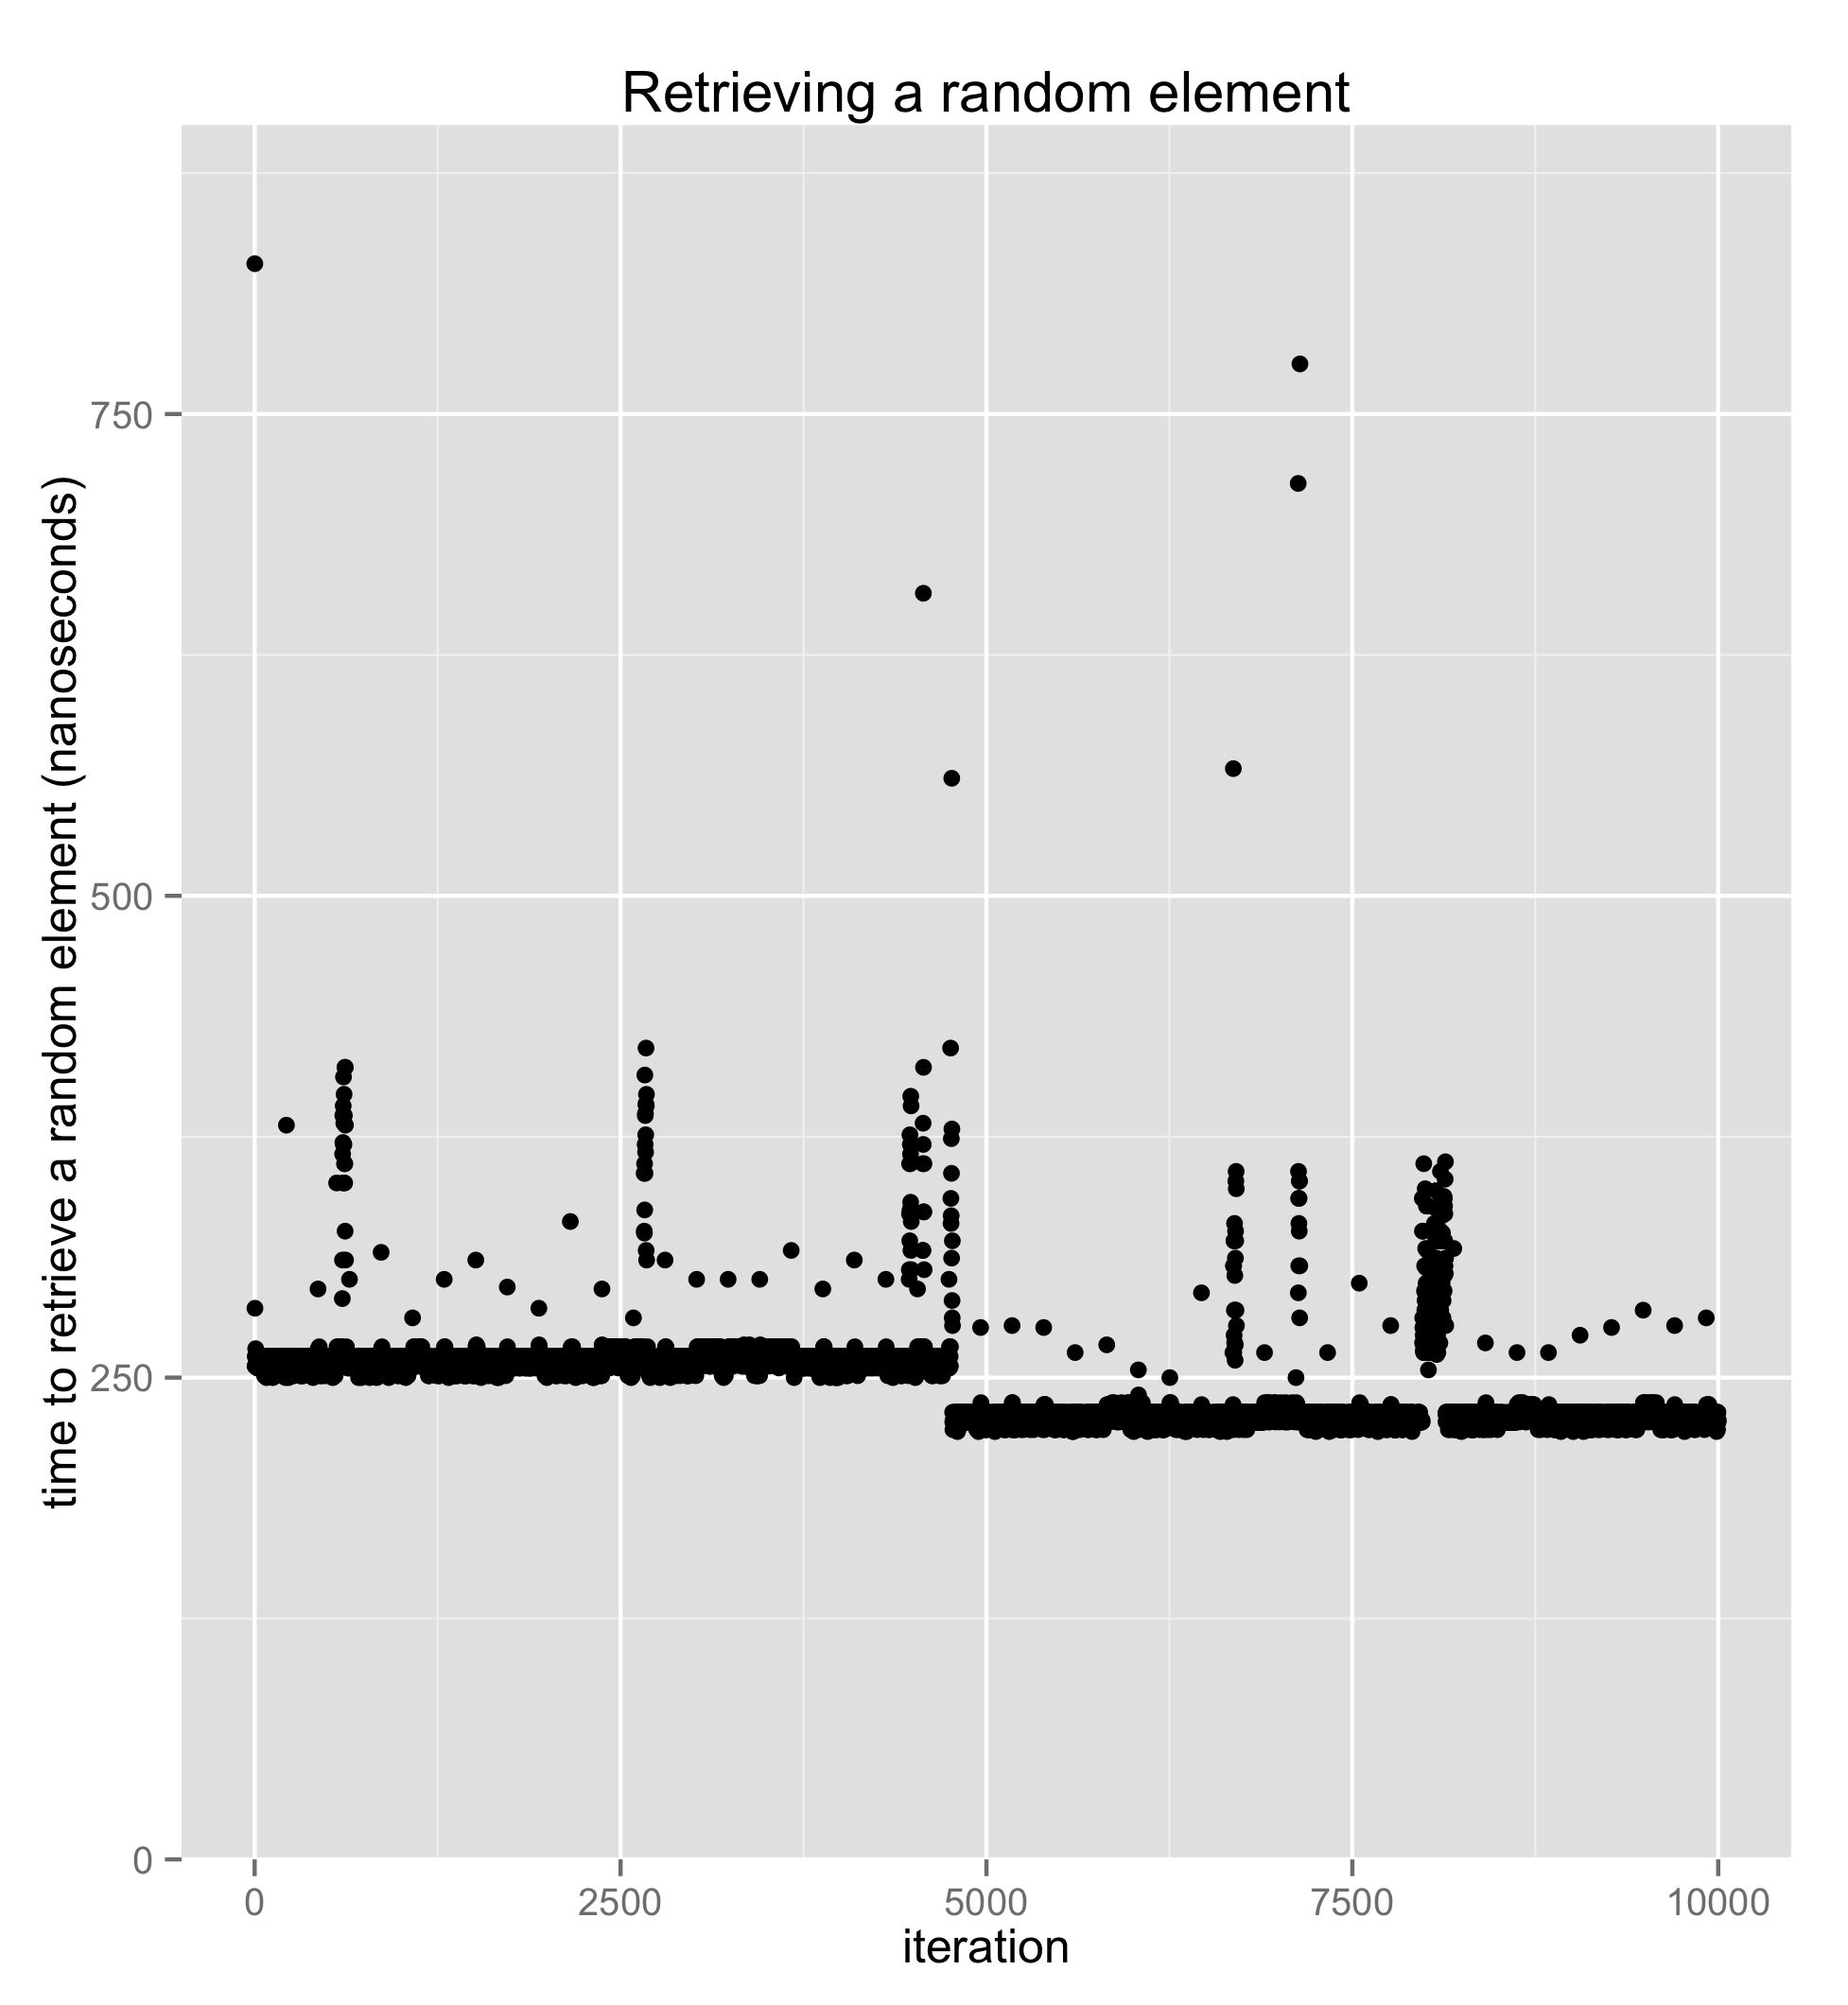 Retrieving a random element
time to retrieve a random element (nanoseconds)
750
500
250
0
0 2500 5000 7500 10000
iteration